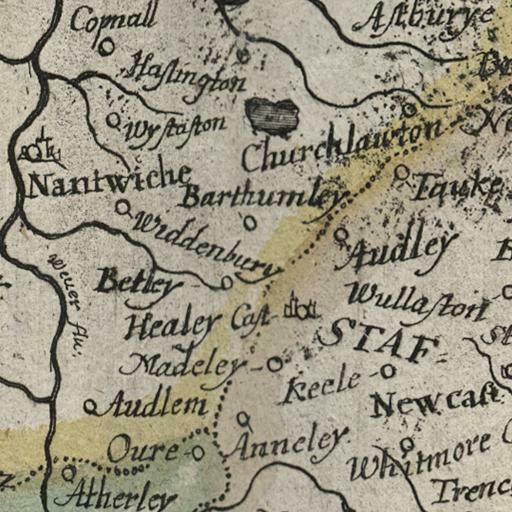 Copnall
Astburye
Haslington
Wystaston
Churchlawton
Nantwiche
Barthumley
Tauke
Widdenbury
Audley
Betley
Wever flu.
Wullaston
Healey Cast
STAF
Madeley
Keele
Newcast
Audlem
Anneley
Oure
Whitmore
Atherley
Trenc